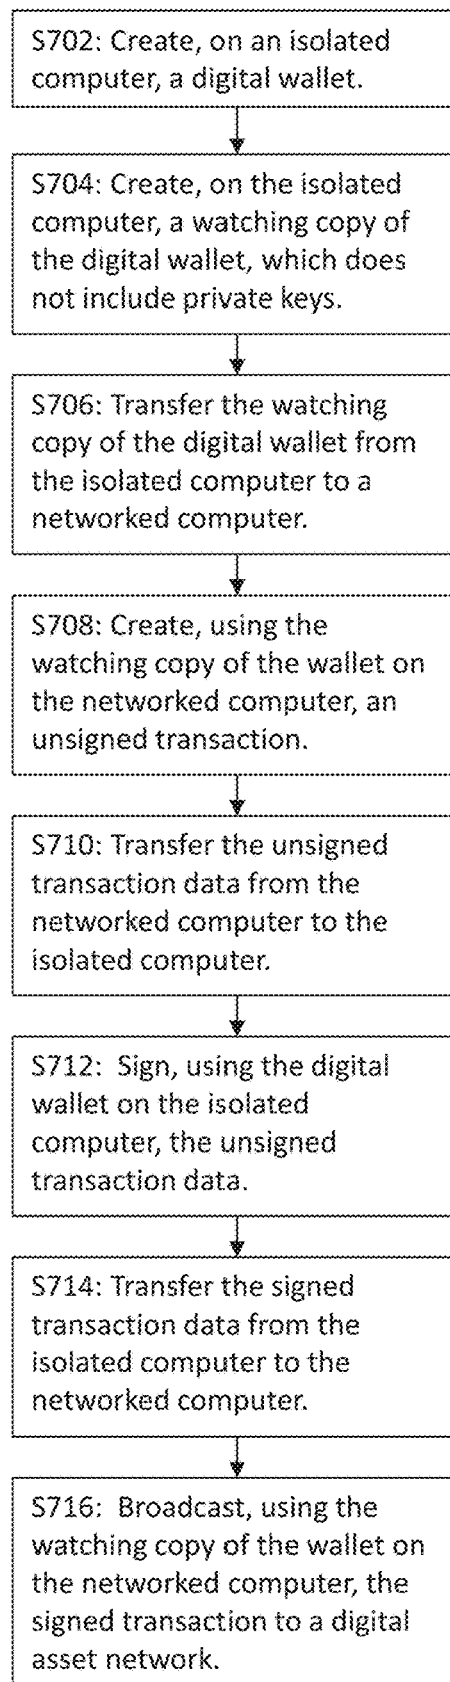 S702: Create, on an isolated
computer, a digital wallet.
S704: Create, on the isolated
computer, a watching copy of
the digital wallet, which does
not include private keys.
S706: Transfer the watching
copy of the digital wallet from
the isolated computer to a
networked computer.
S708: Create, using the
watching copy of the wallet on
the networked computer, an
unsigned transaction.
S710: Transfer the unsigned
transaction data from the
networked computer to the
isolated computer.
S712: Sign, using the digital
wallet on the isolated
computer, the unsigned
transaction data.
S714: Transfer the signed
transaction data from the
isolated computer to the
networked computer.
S716: Broadcast, using the
watching copy of the wallet on
the networked computer, the
signed transaction to a digital
asset network.